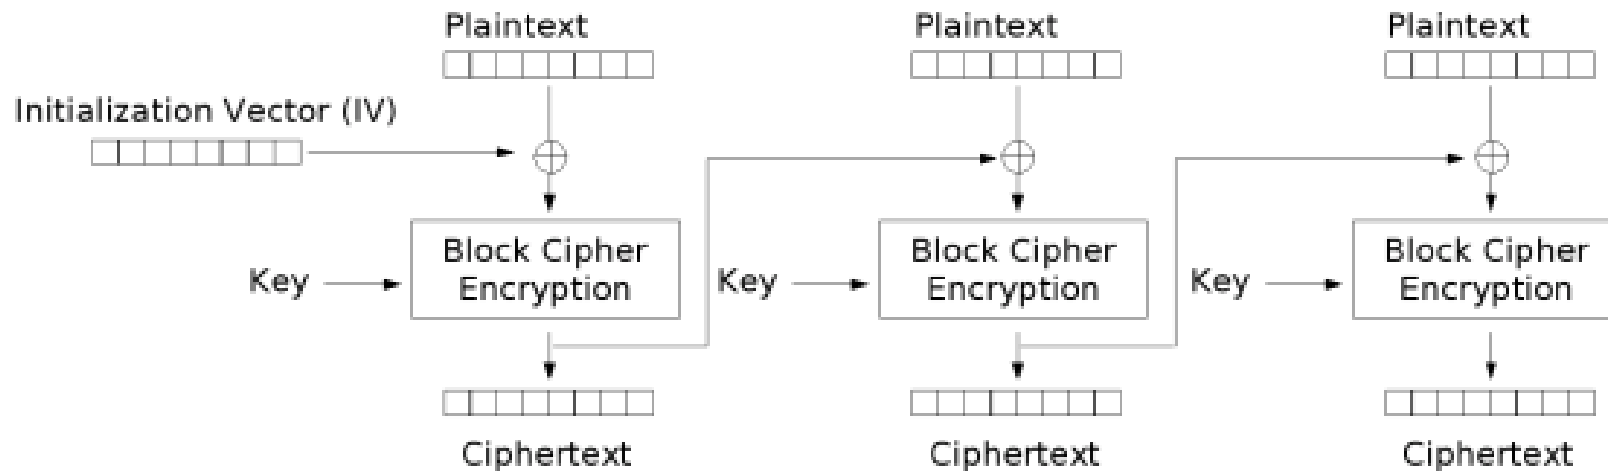 Plaintext
Plaintext
Plaintext
Initialization Vector (IV)
Key
Block Cipher
Encryption
Key
Block Cipher
Encryption
Key
Block Cipher
Encryption
Ciphertext
Ciphertext
Ciphertext